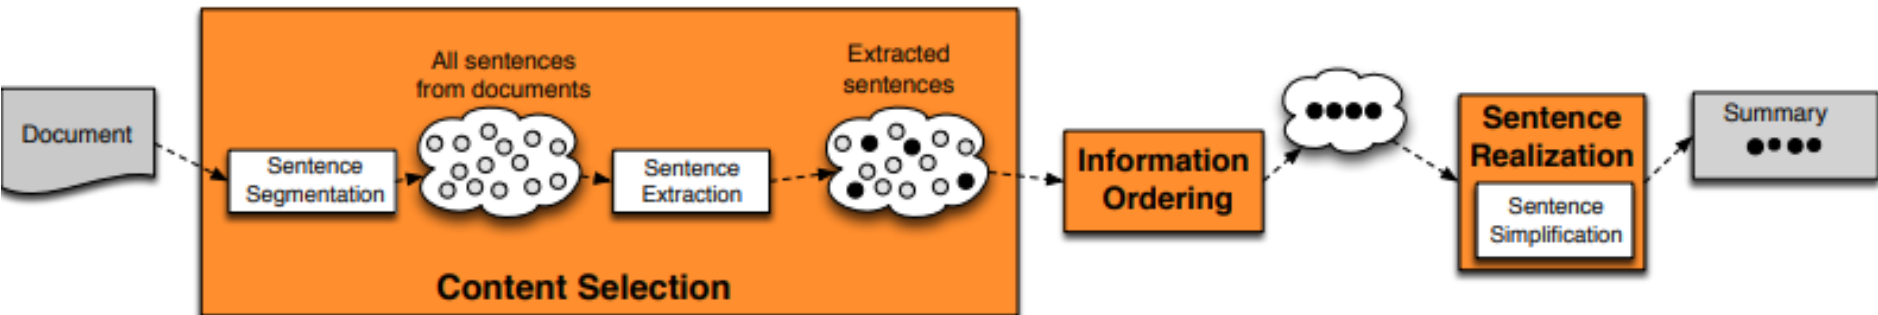 Document
Sentence
Segmentation
All sentences
from documents
Sentence
Extraction
Extracted
sentences
Content Selection
Information
Ordering
Sentence
Realization
Sentence
Simplification
Summary